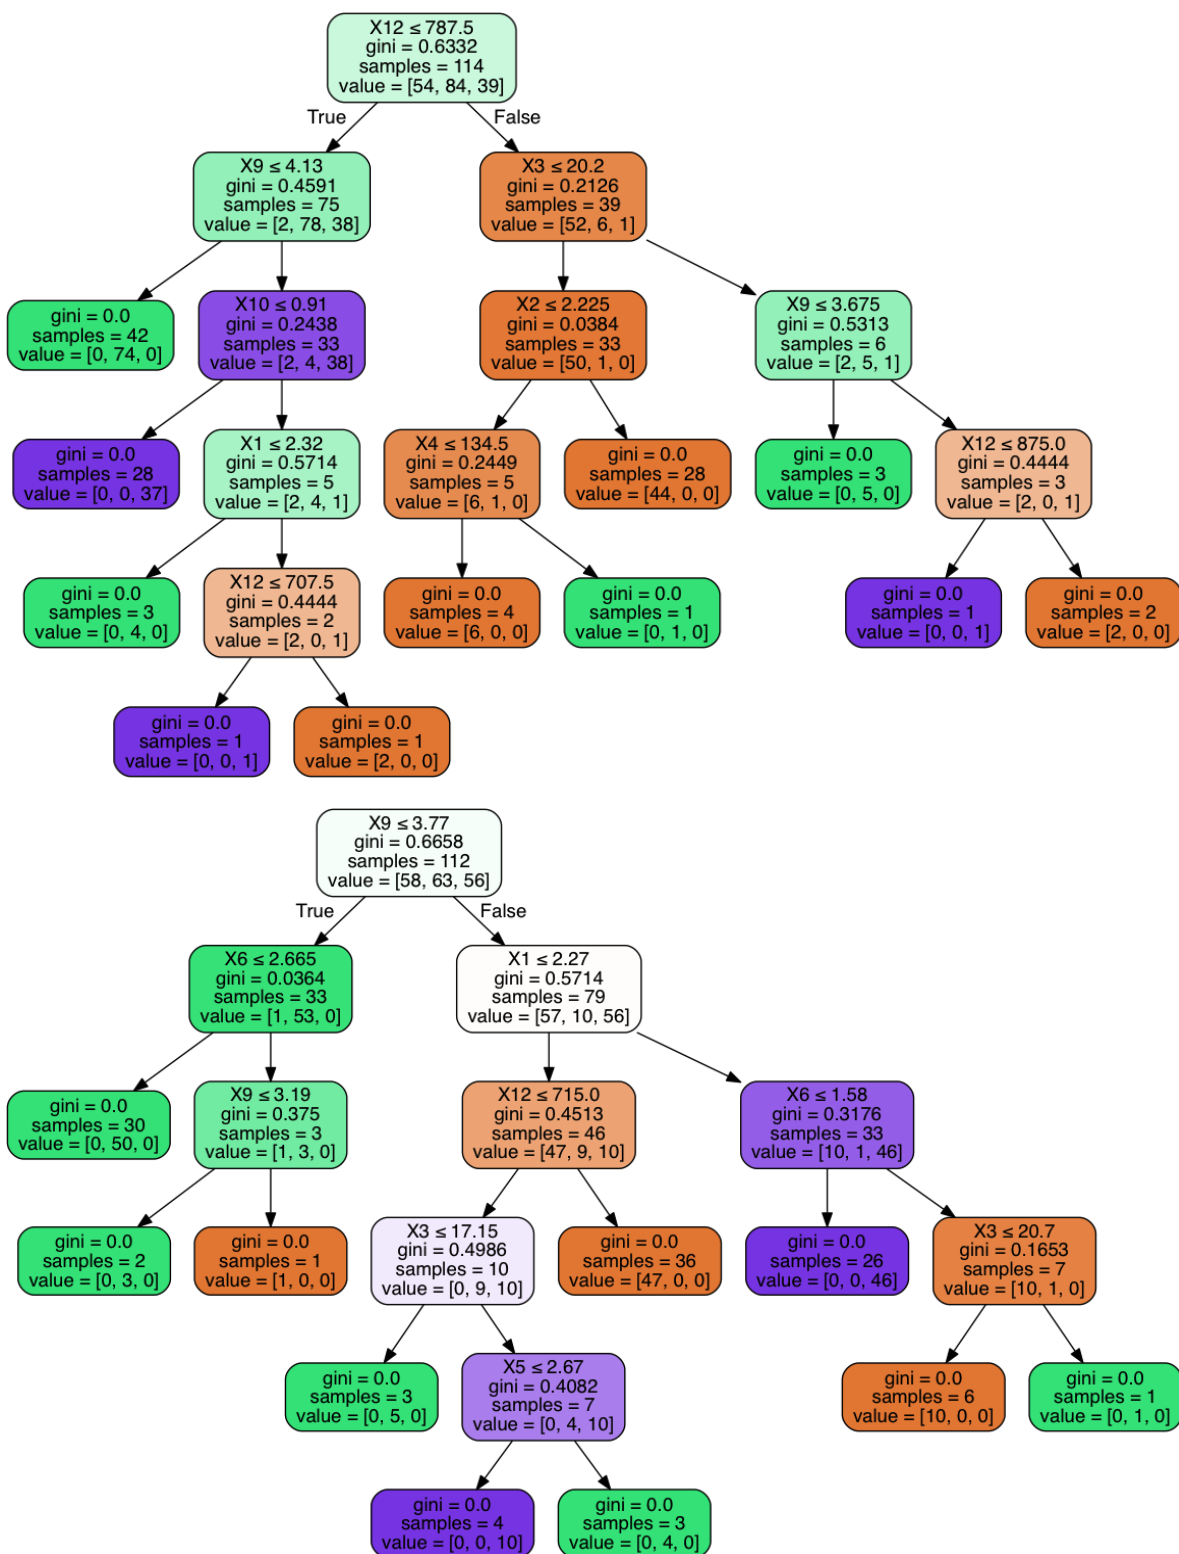 X12 ≤ 787.5
gini = 0.6332
samples = 114
value = [54, 84, 39]
True
False
X9 ≤ 4.13
gini = 0.4591
samples = 75
value = [2, 78, 38]
X3 ≤ 20.2
gini = 0.2126
samples = 39
value = [52, 6, 1]
gini = 0.0
samples = 42
value = [0, 74, 0]
X10 ≤ 0.91
gini = 0.2438
samples = 33
value = [2, 4, 38]
X2 ≤ 2.225
gini = 0.0384
samples = 33
value = [50, 1, 0]
X9 ≤ 3.675
gini = 0.5313
samples = 6
value = [2, 5, 1]
gini = 0.0
samples = 28
value = [0, 0, 37]
X1 ≤ 2.32
gini = 0.5714
samples = 5
value = [2, 4, 1]
X4 ≤ 134.5
gini = 0.2449
samples = 5
value = [6, 1, 0]
gini = 0.0
samples = 28
value = [44, 0, 0]
gini = 0.0
samples = 3
value = [0, 5, 0]
X12 ≤ 875.0
gini = 0.4444
samples = 3
value = [2, 0, 1]
gini = 0.0
samples = 3
value = [0, 4, 0]
X12 ≤ 707.5
gini = 0.4444
samples = 2
value = [2, 0, 1]
gini = 0.0
samples = 4
value = [6, 0, 0]
gini = 0.0
samples = 1
value = [0, 1, 0]
gini = 0.0
samples = 1
value = [0, 0, 1]
gini = 0.0
samples = 2
value = [2, 0, 0]
gini = 0.0
samples = 1
value = [0, 0, 1]
gini = 0.0
samples = 1
value = [2, 0, 0]
X9 ≤ 3.77
gini = 0.6658
samples = 112
value = [58, 63, 56]
True
False
X6 ≤ 2.665
gini = 0.0364
samples = 33
value = [1, 53, 0]
X1 ≤ 2.27
gini = 0.5714
samples = 79
value = [57, 10, 56]
gini = 0.0
samples = 30
value = [0, 50, 0]
X9 ≤ 3.19
gini = 0.375
samples = 3
value = [1, 3, 0]
X12 ≤ 715.0
gini = 0.4513
samples = 46
value = [47, 9, 10]
X6 ≤ 1.58
gini = 0.3176
samples = 33
value = [10, 1, 46]
gini = 0.0
samples = 2
value = [0, 3, 0]
gini = 0.0
samples = 1
value = [1, 0, 0]
X3 ≤ 17.15
gini = 0.4986
samples = 10
value = [0, 9, 10]
gini = 0.0
samples = 36
value = [47, 0, 0]
gini = 0.0
samples = 26
value = [0, 0, 46]
X3 ≤ 20.7
gini = 0.1653
samples = 7
value = [10, 1, 0]
gini = 0.0
samples = 3
value = [0, 5, 0]
X5 ≤ 2.67
gini = 0.4082
samples = 7
value = [0, 4, 10]
gini = 0.0
samples = 6
value = [10, 0, 0]
gini = 0.0
samples = 1
value = [0, 1, 0]
gini = 0.0
samples = 4
value = [0, 0, 10]
gini = 0.0
samples = 3
value = [0, 4, 0]